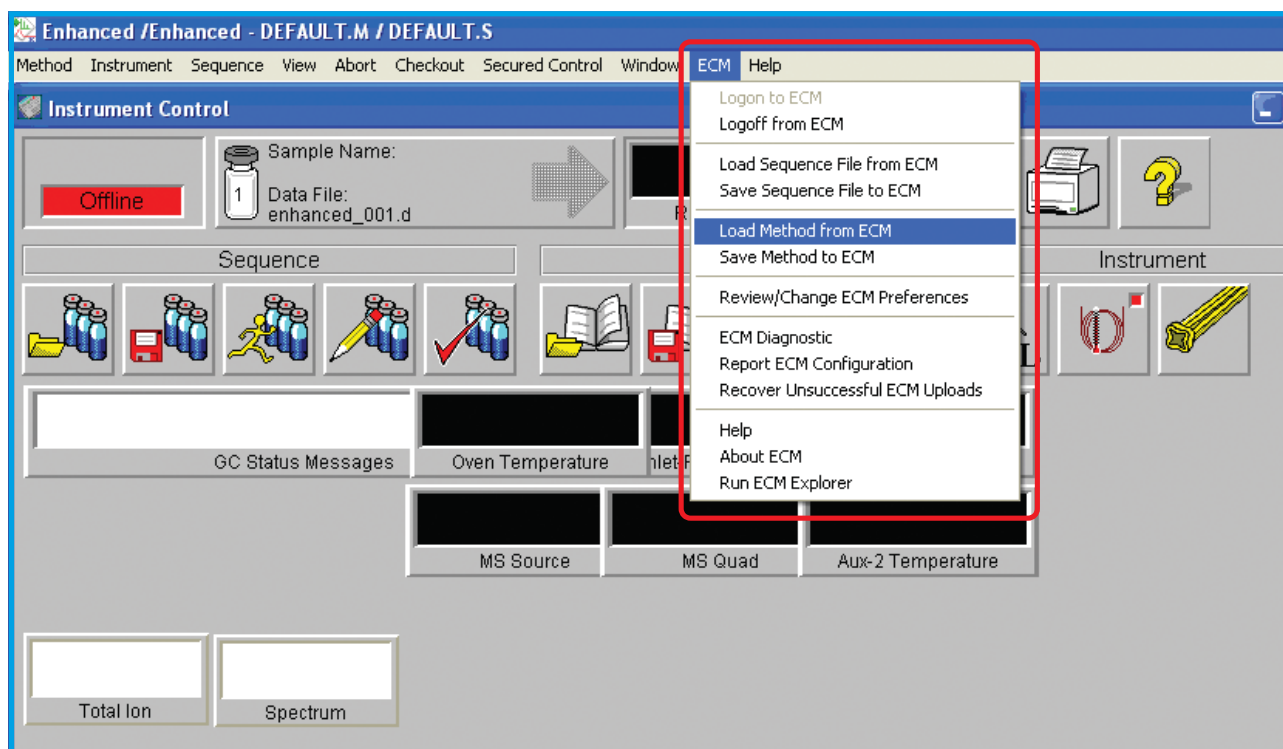 Enhanced /Enhanced - DEFAULT.M / DEFAULT.S
Method Instrument Sequence View Abort Checkout Secured Control Window ECM Help
Instrument Control
Logon to ECM
Logoff from ECM
Load Sequence File from ECM
Save Sequence File to ECM
Load Method from ECM
Save Method to ECM
Review/Change ECM Preferences
ECM Diagnostic
Report ECM Configuration
Recover Unsuccessful ECM Uploads
Help
About ECM
Run ECM Explorer
Offline
1
Sample Name:
Data File:
enhanced_001.d
R
Sequence
Instrument
GC Status Messages
Oven Temperature
MS Source
MS Quad
Aux-2 Temperature
Total Ion
Spectrum